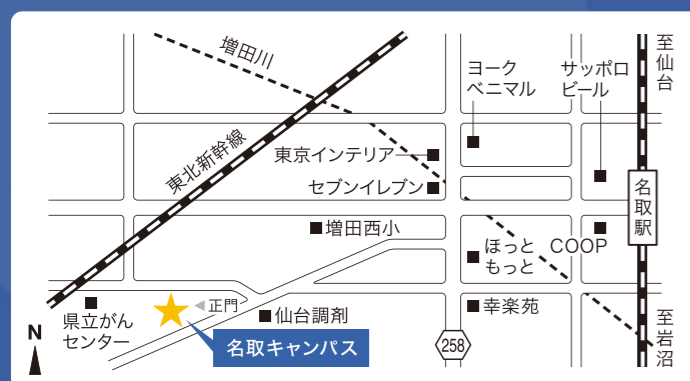 増田川
ヨーク
ベニマル
サッポロ
ビール
至仙台
東北新幹線
東京インテリア
セブンイレブン
名取駅
増田西小
ほっと
もっと
COOP
県立がん
センター
正門
仙台調剤
幸楽苑
名取キャンパス
258
至岩沼
N